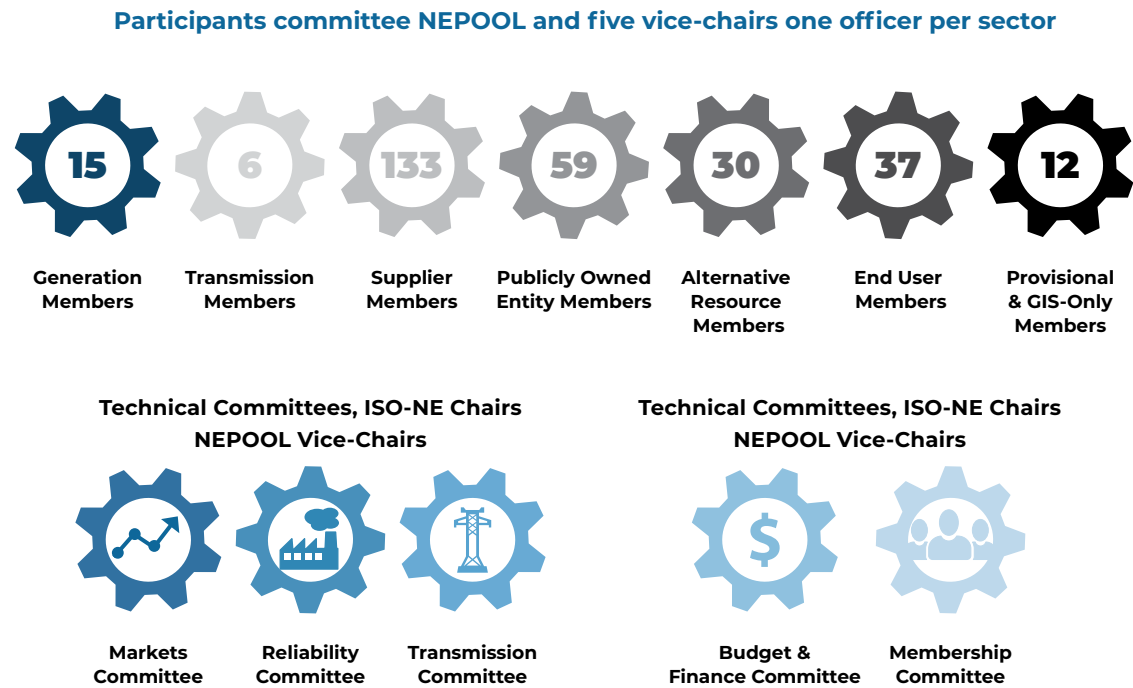 Participants committee NEPOOL and five vice-chairs one officer per sector
15
6
133
59
30
37
12
Generation
Members
Transmission
Members
Supplier
Members
Publicly Owned
Entity Members
Alternative
Resource
Members
End User
Members
Provisional
& GIS-Only
Members
Technical Committees, ISO-NE Chairs
NEPOOL Vice-Chairs
Technical Committees, ISO-NE Chairs
NEPOOL Vice-Chairs
$
Markets
Committee
Reliability
Committee
Transmission
Committee
Budget &
Finance Committee
Membership
Committee